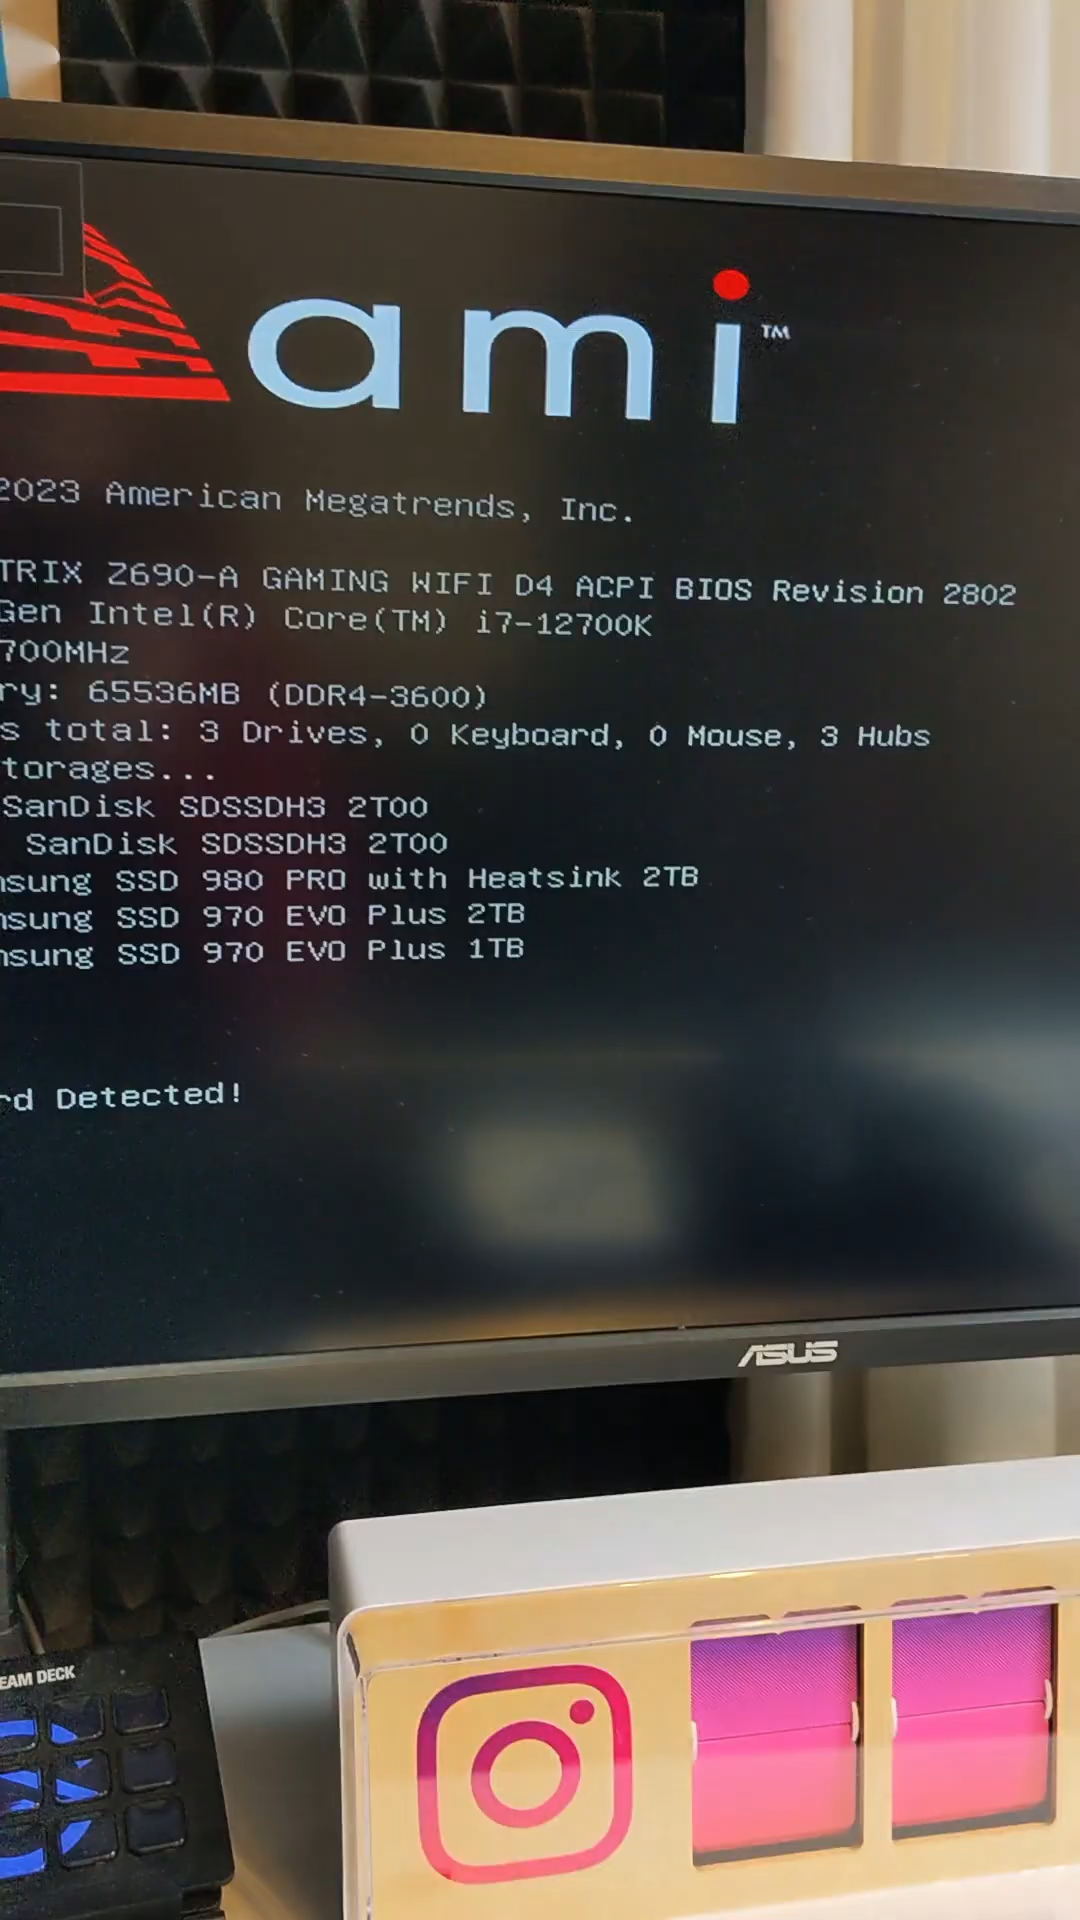 ami™
2023 American Megatrends, Inc.
TRIX Z690-A GAMING WIFI D4 ACPI BIOS Revision 2802
Gen Intel(R) Core(TM) i7-12700K
700MHz
ry: 65536MB (DDR4-3600)
s total: 3 Drives, 0 Keyboard, 0 Mouse, 3 Hubs
torages...
SanDisk SDSSDH3 2T00
SanDisk SDSSDH3 2T00
msung SSD 980 PRO with Heatsink 2TB
msung SSD 970 EVO Plus 2TB
msung SSD 970 EVO Plus 1TB
rd Detected!
ASUS
EAM DECK